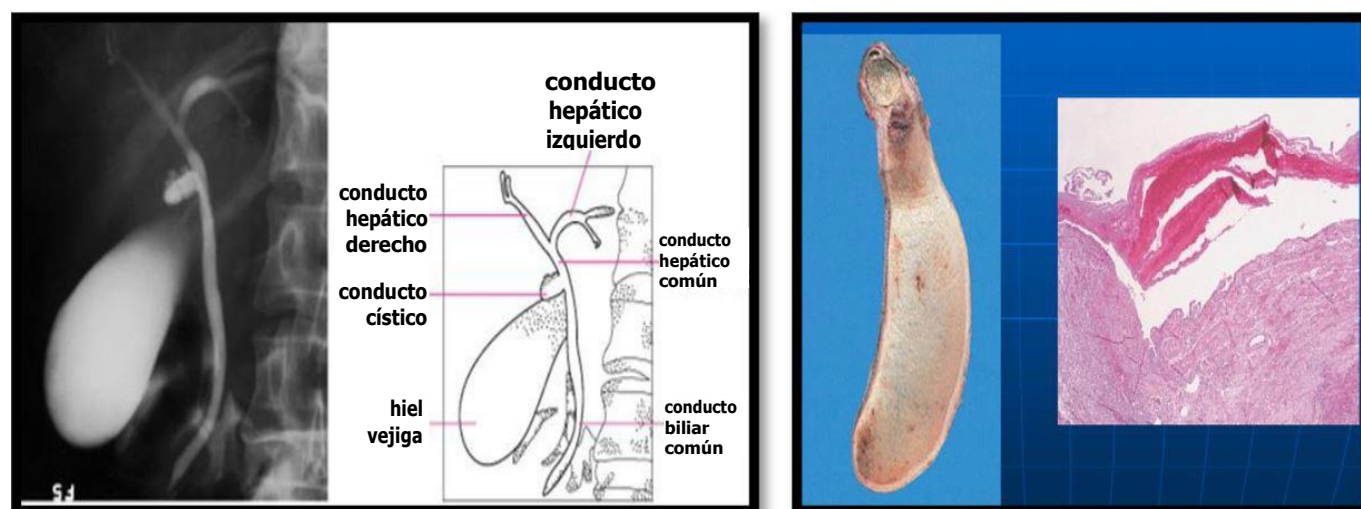 conducto
hepático
izquierdo
conducto
hepático
derecho
conducto
hepático
común
conducto
cístico
hiel
vejiga
conducto
biliar
común